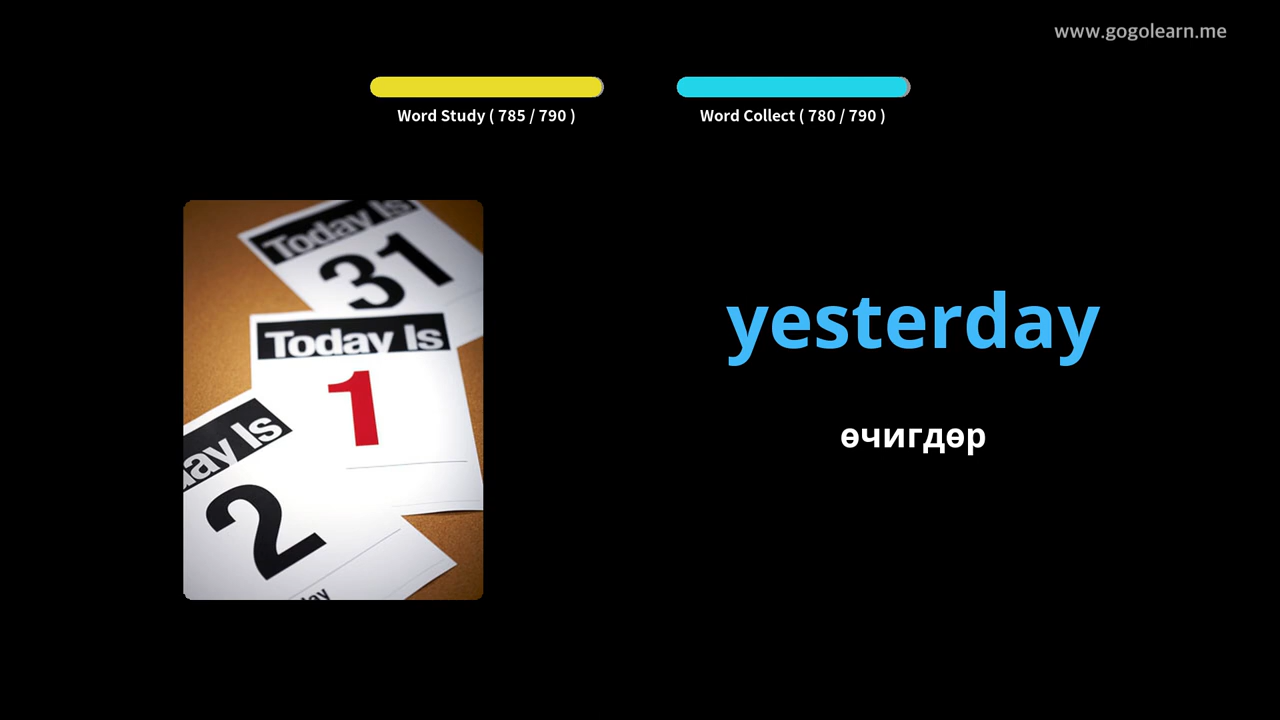 www.gogolearn.me
Word Study ( 785 / 790 )
Word Collect ( 780 / 790 )
Today Is
31
Today Is
1
ay Is
2
yesterday
өчигдөр